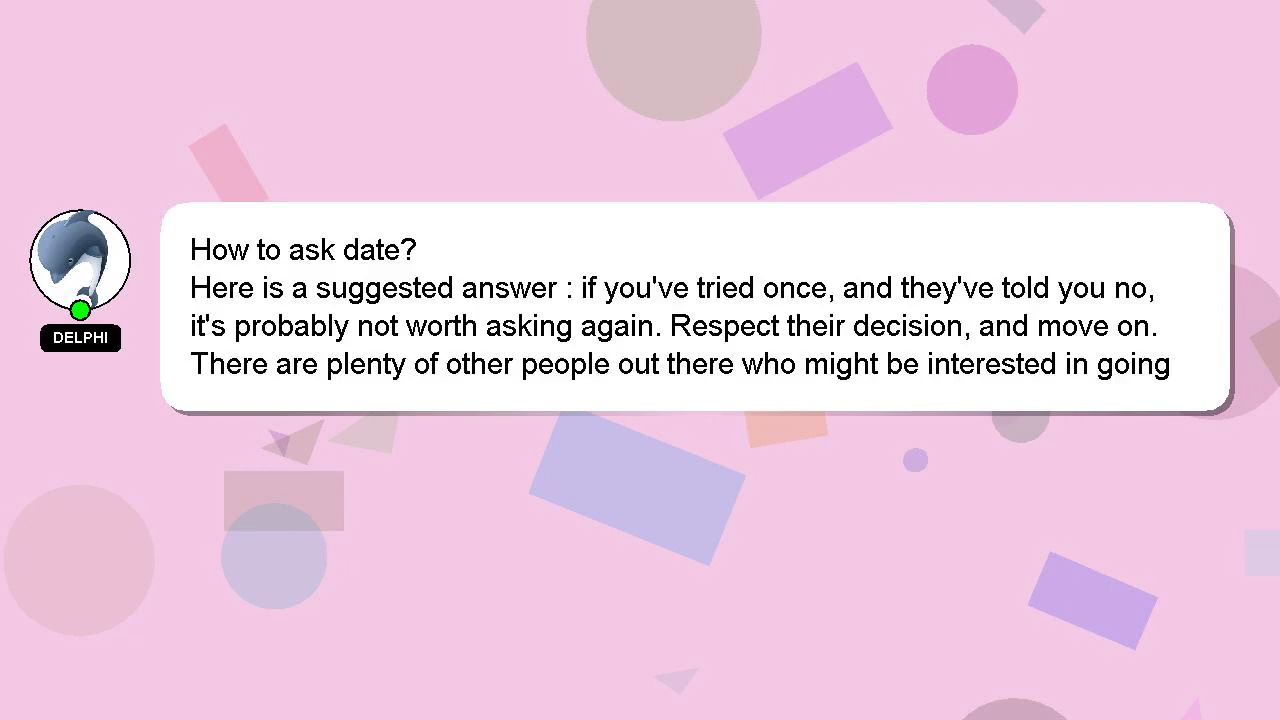 How to ask date?
Here is a suggested answer : if you've tried once, and they've told you no,
it's probably not worth asking again. Respect their decision, and move on.
There are plenty of other people out there who might be interested in going
DELPHI